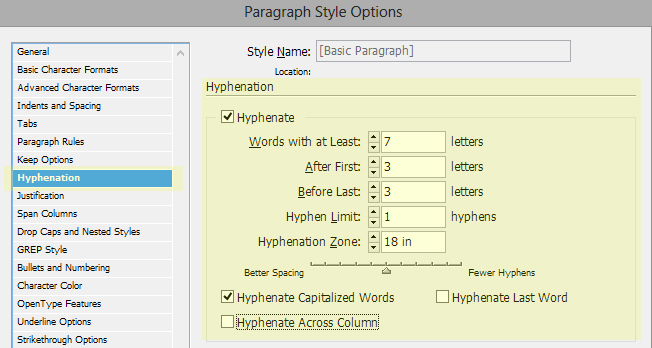 Paragraph Style Options
General
Basic Character Formats
Advanced Character Formats
Indents and Spacing
Tabs
Paragraph Rules
Keep Options
Hyphenation
Justification
Span Columns
Drop Caps and Nested Styles
GREP Style
Bullets and Numbering
Character Color
OpenType Features
Underline Options
Strikethrough Options
Style Name: [Basic Paragraph]
Location:
Hyphenation
Hyphenate
Words with at Least: 7 letters
After First: 3 letters
Before Last: 3 letters
Hyphen Limit: 1 hyphens
Hyphenation Zone: 18 in
Better Spacing Fewer Hyphens
Hyphenate Capitalized Words Hyphenate Last Word
Hyphenate Across Column